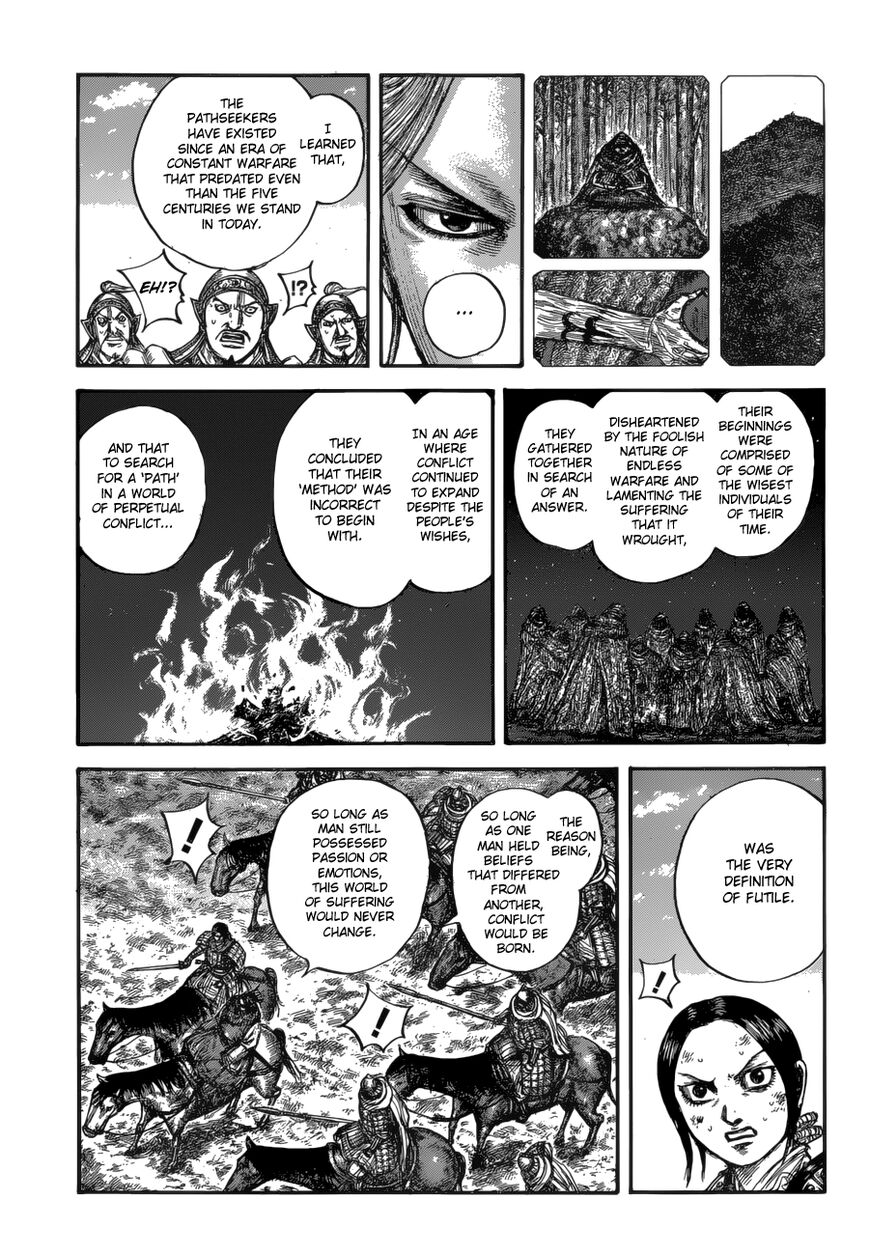 ...
I
LEARNED
THAT,
THE
PATHSEEKERS
HAVE EXISTED
SINCE AN ERA OF
CONSTANT WARFARE
THAT PREDATED EVEN
THAN THE FIVE
CENTURIES WE STAND
IN TODAY.
!?
EH!?
THEIR
BEGINNINGS
WERE
COMPRISED
OF SOME OF
THE WISEST
INDIVIDUALS
OF THEIR
TIME.
DISHEARTENED
BY THE FOOLISH
NATURE OF
ENDLESS
WARFARE AND
LAMENTING THE
SUFFERING
THAT IT
WROUGHT,
THEY
GATHERED
TOGETHER
IN SEARCH
OF AN
ANSWER.
IN AN AGE
WHERE
CONFLICT
CONTINUED
TO EXPAND
DESPITE THE
PEOPLE'S
WISHES,
THEY
CONCLUDED
THAT THEIR
'METHOD' WAS
INCORRECT
TO BEGIN
WITH.
AND THAT
TO SEARCH
FOR A 'PATH'
IN A WORLD
OF PERPETUAL
CONFLICT...
WAS
THE VERY
DEFINITION
OF FUTILE.
!
THE
REASON
BEING,
SO LONG
AS ONE
MAN HELD
BELIEFS
THAT DIFFERED
FROM
ANOTHER,
CONFLICT
WOULD BE
BORN.
SO LONG AS
MAN STILL
POSSESSED
PASSION OR
EMOTIONS,
THIS WORLD
OF SUFFERING
WOULD NEVER
CHANGE.
!
!